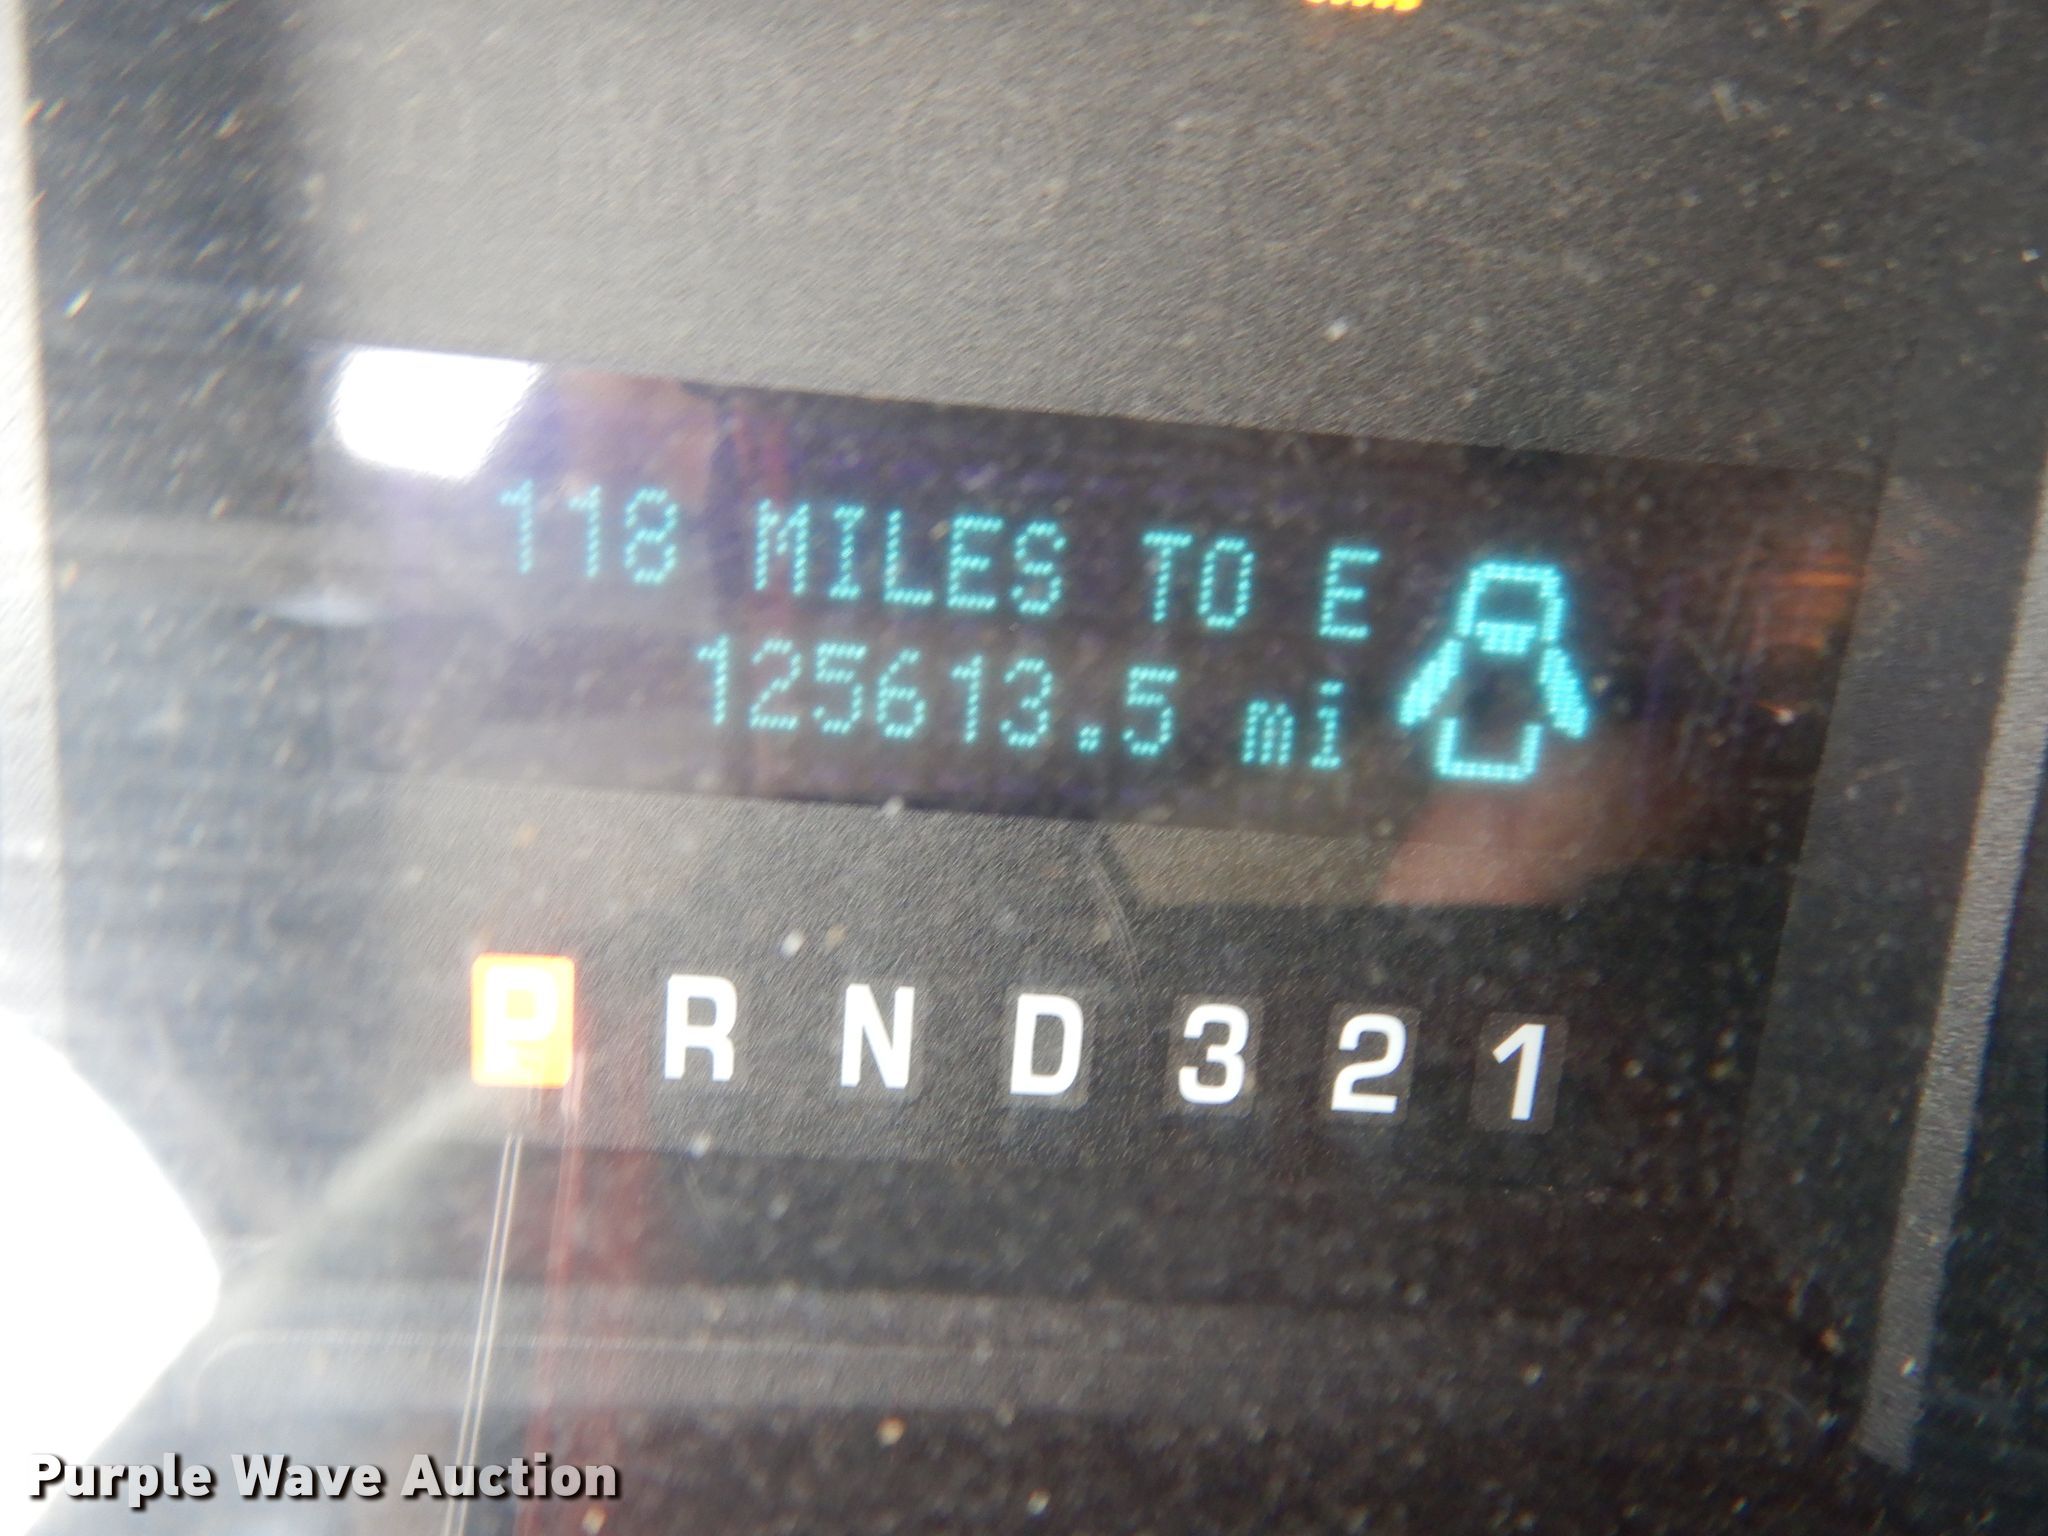 118 MILES TO E
125613.5 mi
P R N D 3 2 1
Purple Wave Auction